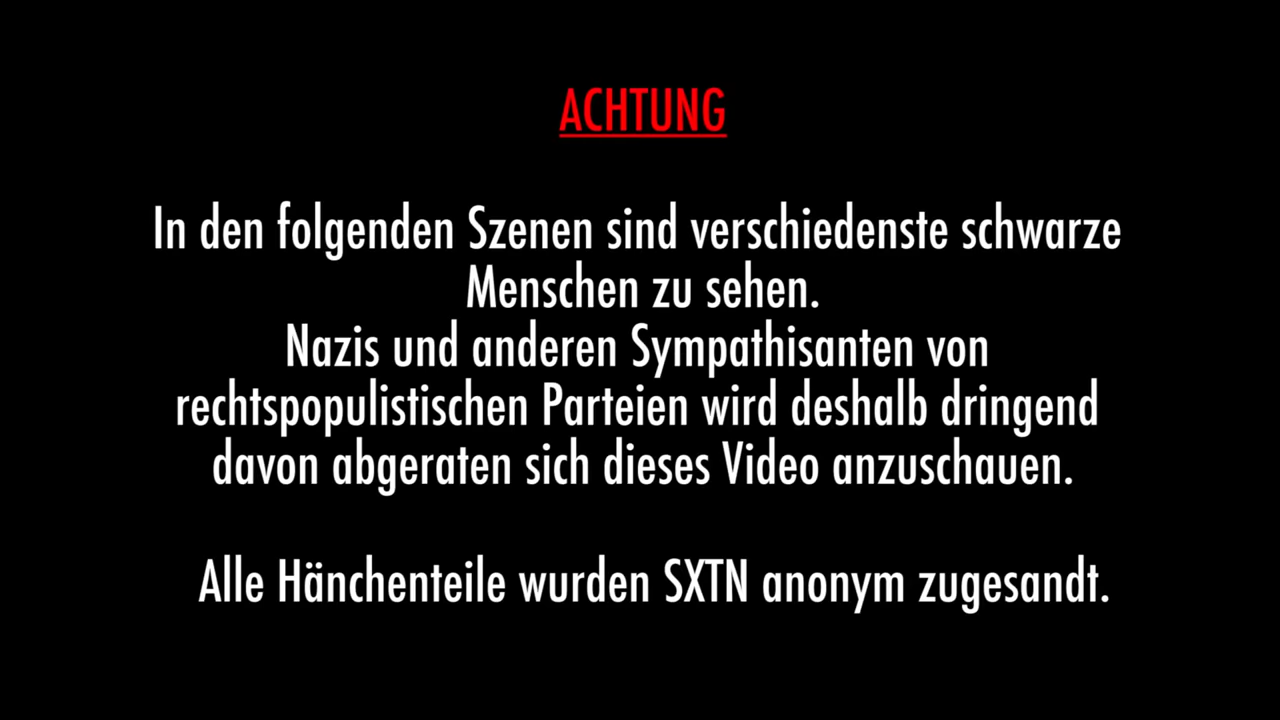 ACHTUNG
In den folgenden Szenen sind verschiedenste schwarze
Menschen zu sehen.
Nazis und anderen Sympathisanten von
rechtspopulistischen Parteien wird deshalb dringend
davon abgeraten sich dieses Video anzuschauen.
Alle Hänchenteile wurden SXTN anonym zugesandt.